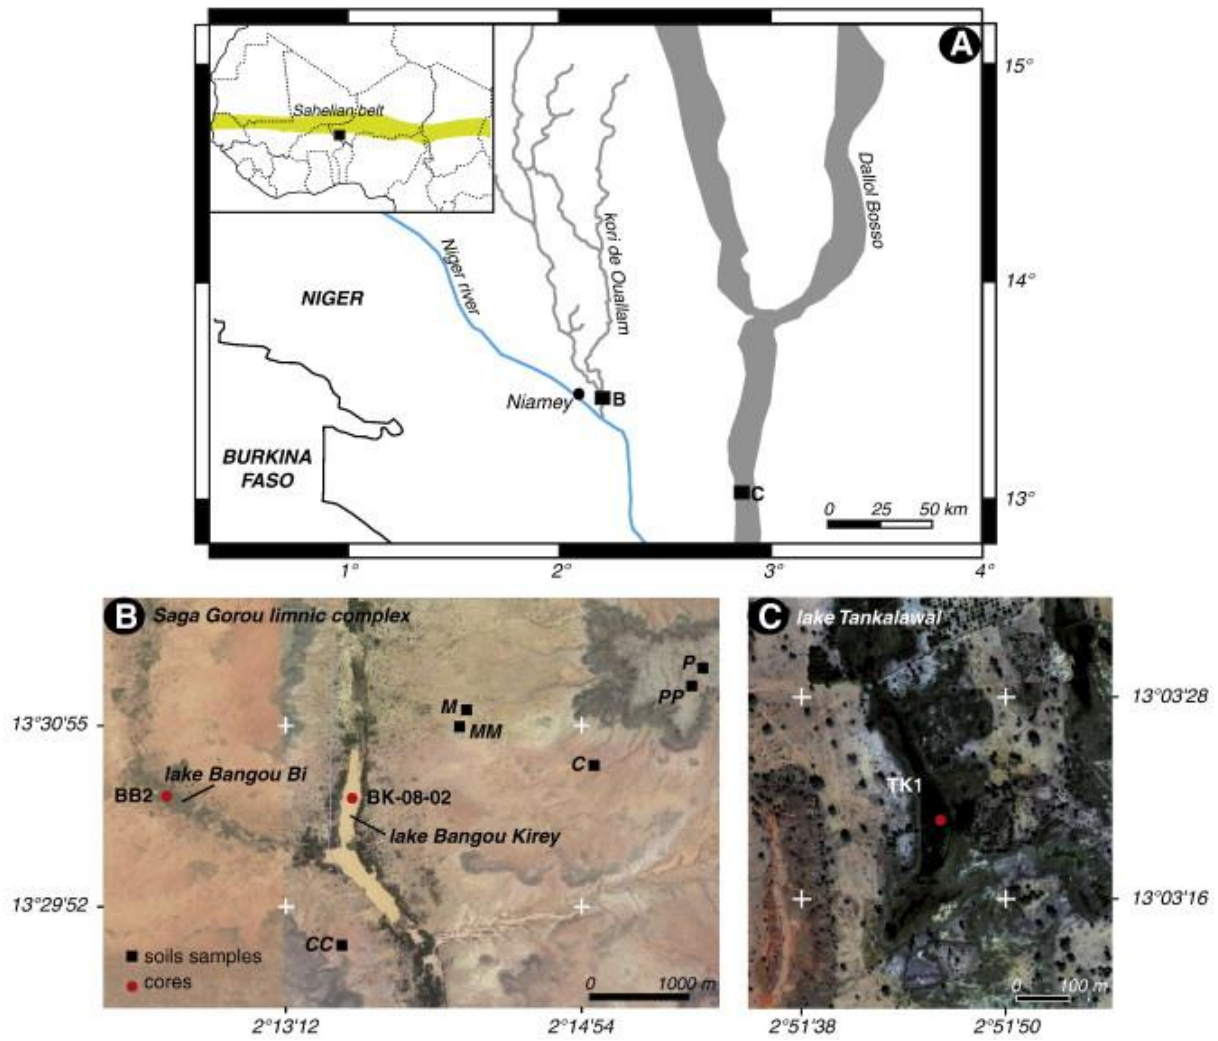 A
Sahelian belt
15°
Dallol Bosso
kori de Ouallam
Niger river
14°
NIGER
Niamey
B
BURKINA
FASO
C
13°
0 25 50 km
1° 2° 3° 4°
B Saga Gorou limnic complex
P
PP
M
MM
13°30'55
C
lake Bangou Bi
BB2
BK-08-02
lake Bangou Kirey
13°29'52
CC
soils samples
cores
0 1000 m
2°13'12 2°14'54
C lake Tankalawal
13°03'28
TK1
13°03'16
0 100 m
2°51'38 2°51'50